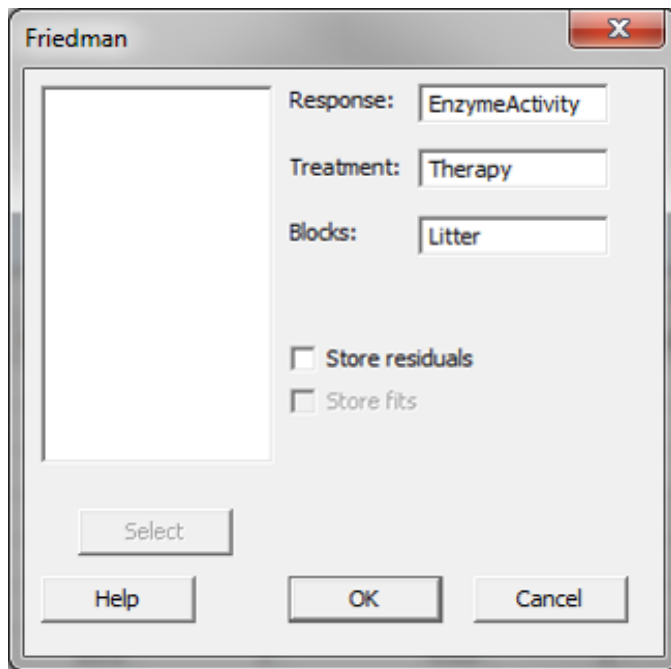 Friedman
Response: EnzymeActivity
Treatment: Therapy
Blocks: Litter
Store residuals
Store fits
Select
Help OK Cancel